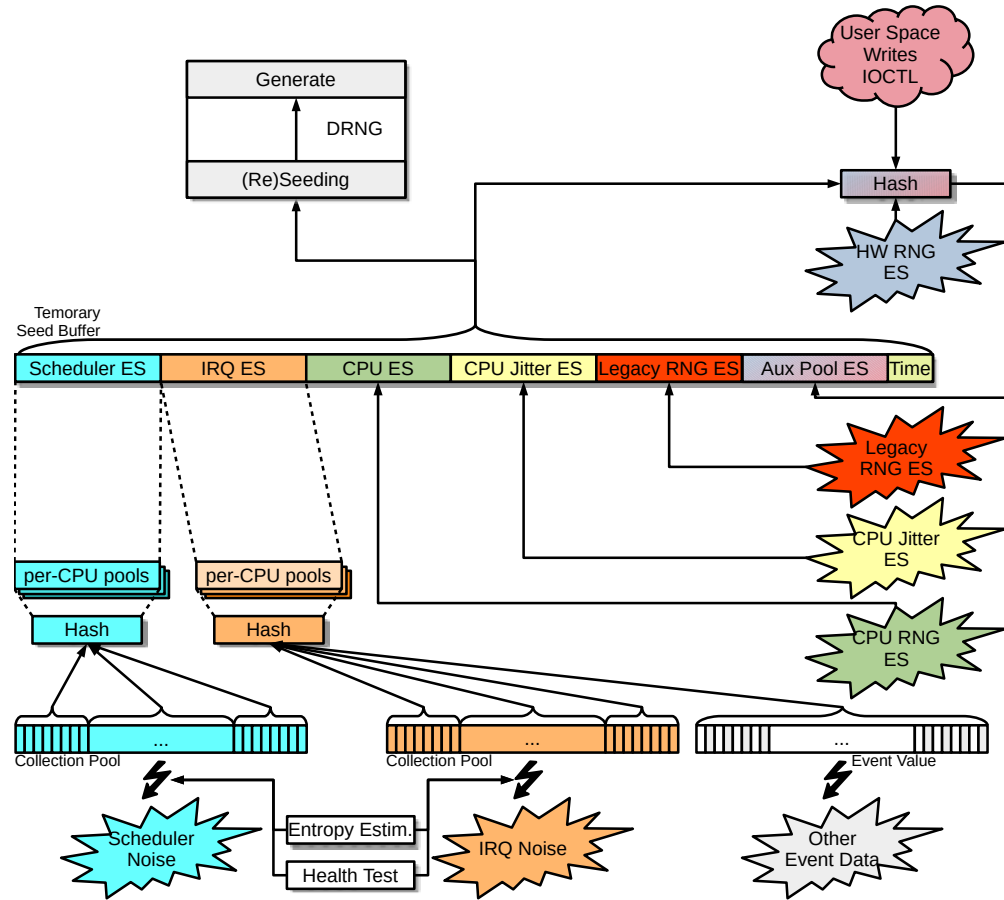 User Space
Writes
IOCTL
Generate
DRNG
(Re)Seeding
Hash
HW RNG
ES
Temorary
Seed Buffer
Scheduler ES
IRQ ES
CPU ES
CPU Jitter ES
Legacy RNG ES
Aux Pool ES
Time
Legacy
RNG ES
CPU Jitter
ES
per-CPU pools
per-CPU pools
Hash
Hash
CPU RNG
ES
...
...
...
Collection Pool
Collection Pool
Event Value
Scheduler
Noise
Entropy Estim.
Health Test
IRQ Noise
Other
Event Data